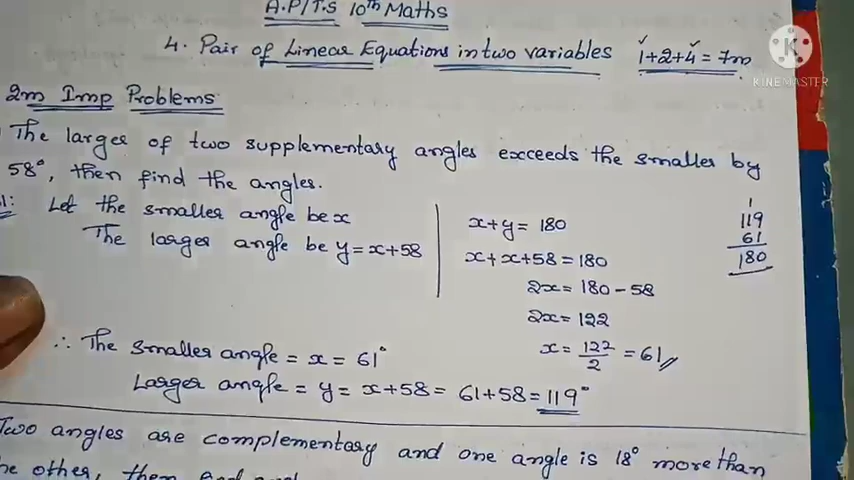 A.P/T.S 10th Maths
4. Pair of Linear Equations in two variables 1+2+4 = 7m
KINEMASTER
2m Imp Problems
The larger of two supplementary angles exceeds the smaller by
58°, then find the angles.
Let the smaller angle be x
The larger angle be y = x+58
x+y = 180
x+x+58 = 180
2x = 180 - 58
2x = 122
x = 122/2 = 61
1
119
61
180
∴ The smaller angle = x = 61°
Larger angle = y = x+58 = 61+58 = 119°
Two angles are complementary and one angle is 18° more than
the other, then